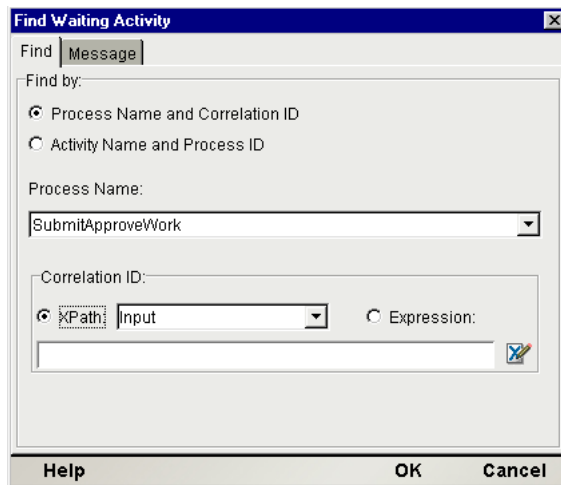 Find Waiting Activity
Find Message
Find by:
Process Name and Correlation ID
Activity Name and Process ID
Process Name:
SubmitApproveWork
Correlation ID:
XPath: Input Expression:
Help OK Cancel